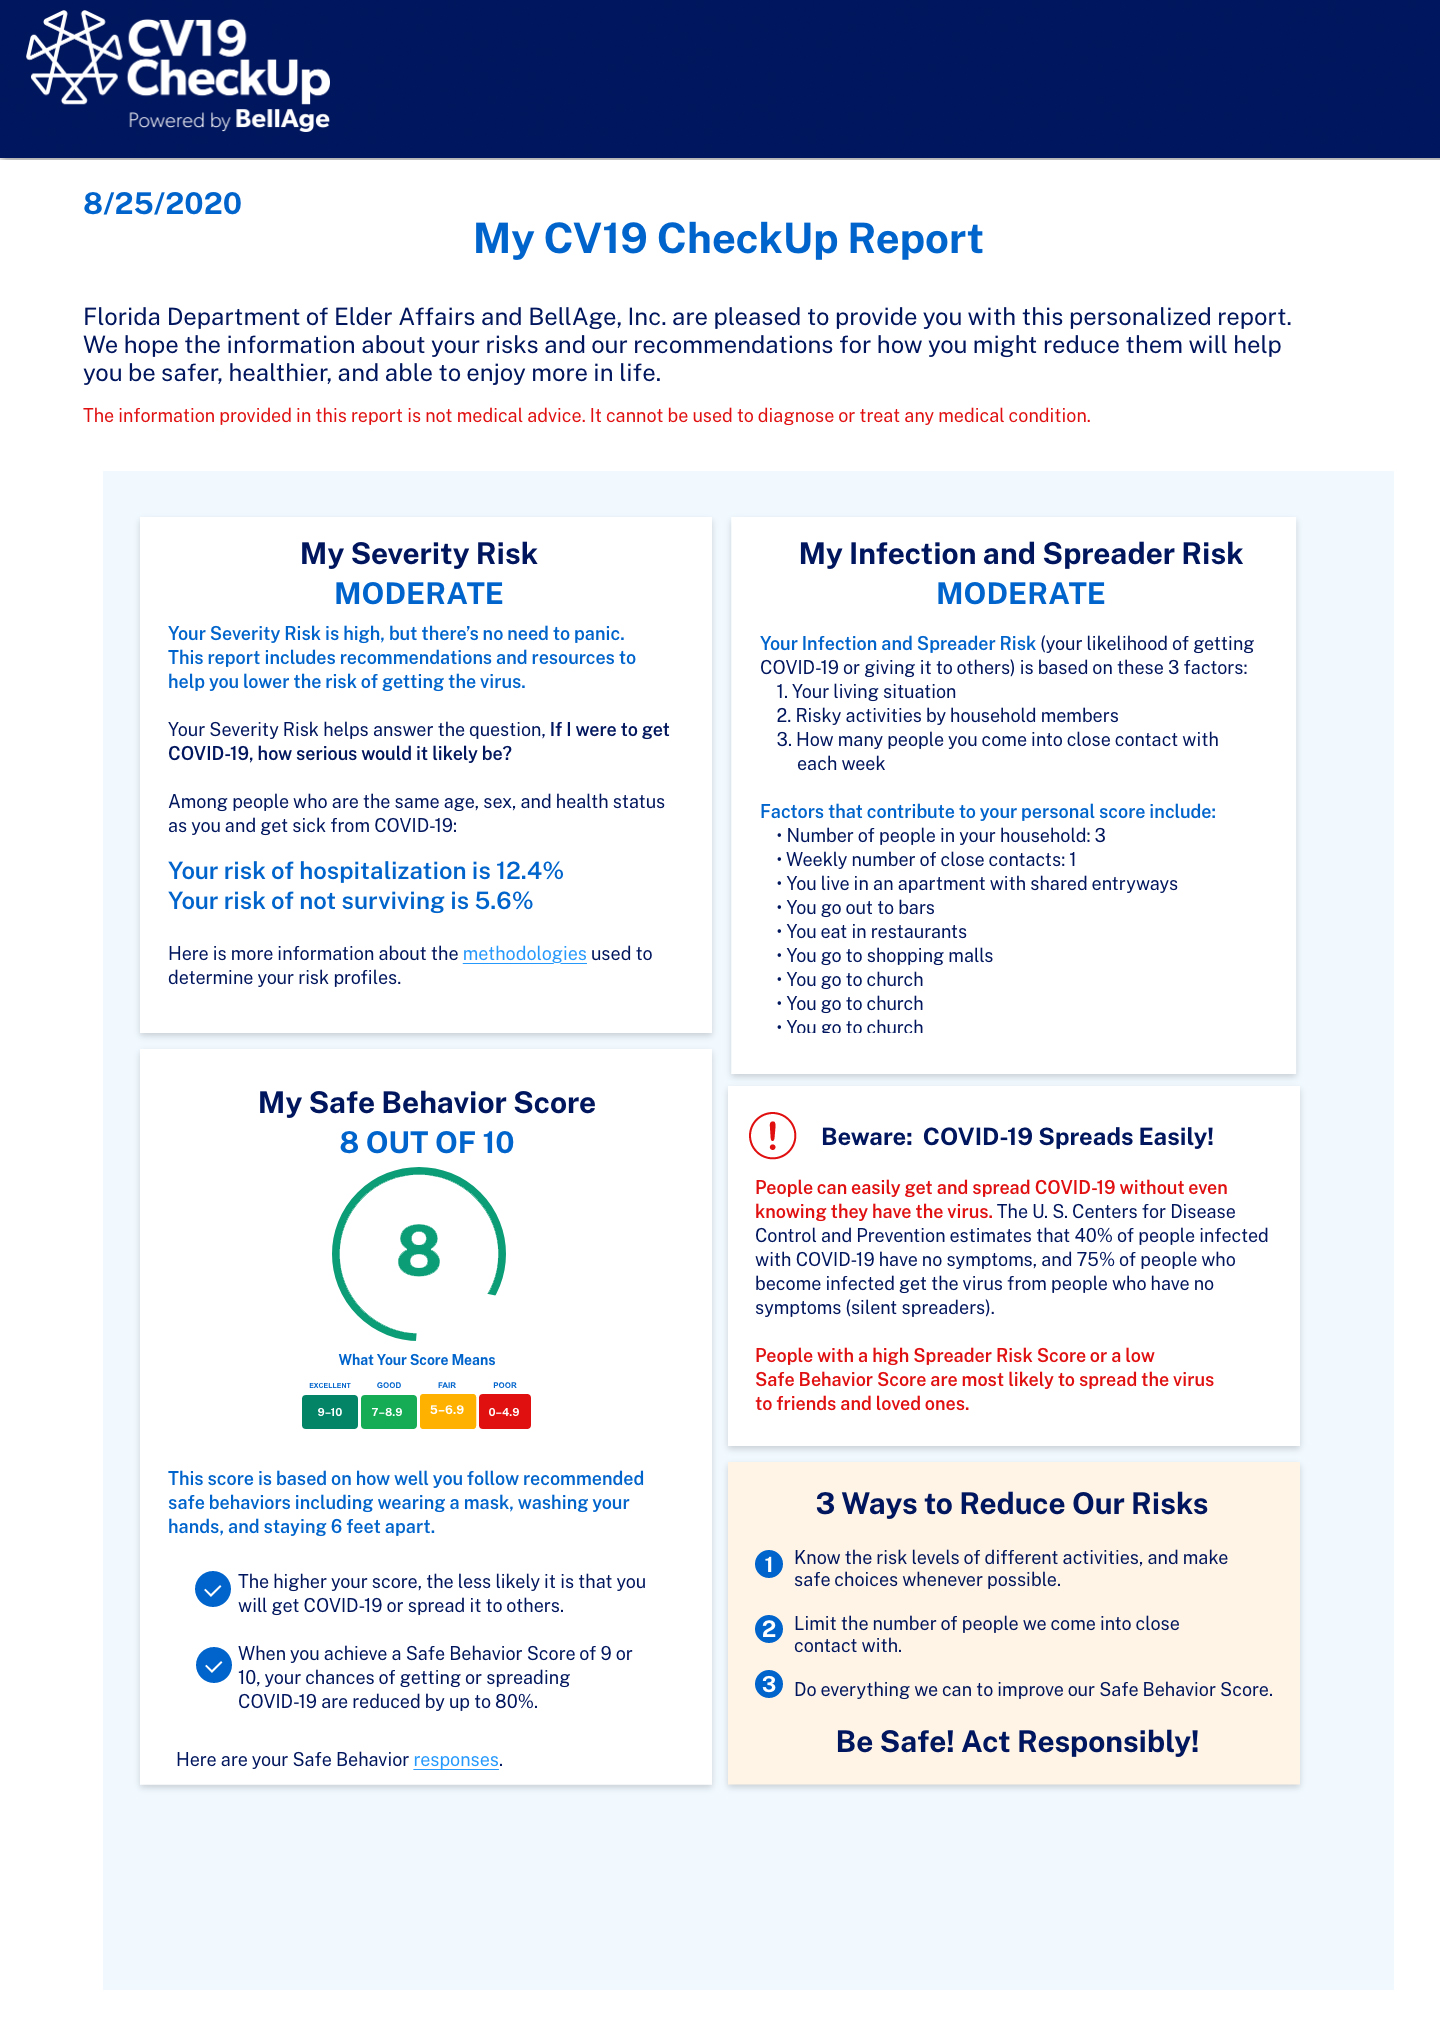 CV19
CheckUp
Powered by BellAge
8/25/2020
My CV19 CheckUp Report
Florida Department of Elder Affairs and BellAge, Inc. are pleased to provide you with this personalized report.
We hope the information about your risks and our recommendations for how you might reduce them will help
you be safer, healthier, and able to enjoy more in life.
The information provided in this report is not medical advice. It cannot be used to diagnose or treat any medical condition.
My Severity Risk
MODERATE
Your Severity Risk is high, but there’s no need to panic.
This report includes recommendations and resources to
help you lower the risk of getting the virus.
Your Severity Risk helps answer the question, If I were to get
COVID-19, how serious would it likely be?
Among people who are the same age, sex, and health status
as you and get sick from COVID-19:
Your risk of hospitalization is 12.4%
Your risk of not surviving is 5.6%
Here is more information about the methodologies used to
determine your risk profiles.
My Infection and Spreader Risk
MODERATE
Your Infection and Spreader Risk (your likelihood of getting
COVID-19 or giving it to others) is based on these 3 factors:
1. Your living situation
2. Risky activities by household members
3. How many people you come into close contact with
each week
Factors that contribute to your personal score include:
• Number of people in your household: 3
• Weekly number of close contacts: 1
• You live in an apartment with shared entryways
• You go out to bars
• You eat in restaurants
• You go to shopping malls
• You go to church
• You go to church
• You go to church
My Safe Behavior Score
8 OUT OF 10
8
What Your Score Means
EXCELLENT GOOD FAIR POOR
9–10 7–8.9 5–6.9 0–4.9
This score is based on how well you follow recommended
safe behaviors including wearing a mask, washing your
hands, and staying 6 feet apart.
The higher your score, the less likely it is that you
will get COVID-19 or spread it to others.
When you achieve a Safe Behavior Score of 9 or
10, your chances of getting or spreading
COVID-19 are reduced by up to 80%.
Here are your Safe Behavior responses.
! Beware: COVID-19 Spreads Easily!
People can easily get and spread COVID-19 without even
knowing they have the virus. The U. S. Centers for Disease
Control and Prevention estimates that 40% of people infected
with COVID-19 have no symptoms, and 75% of people who
become infected get the virus from people who have no
symptoms (silent spreaders).
People with a high Spreader Risk Score or a low
Safe Behavior Score are most likely to spread the virus
to friends and loved ones.
3 Ways to Reduce Our Risks
1 Know the risk levels of different activities, and make
safe choices whenever possible.
2 Limit the number of people we come into close
contact with.
3 Do everything we can to improve our Safe Behavior Score.
Be Safe! Act Responsibly!